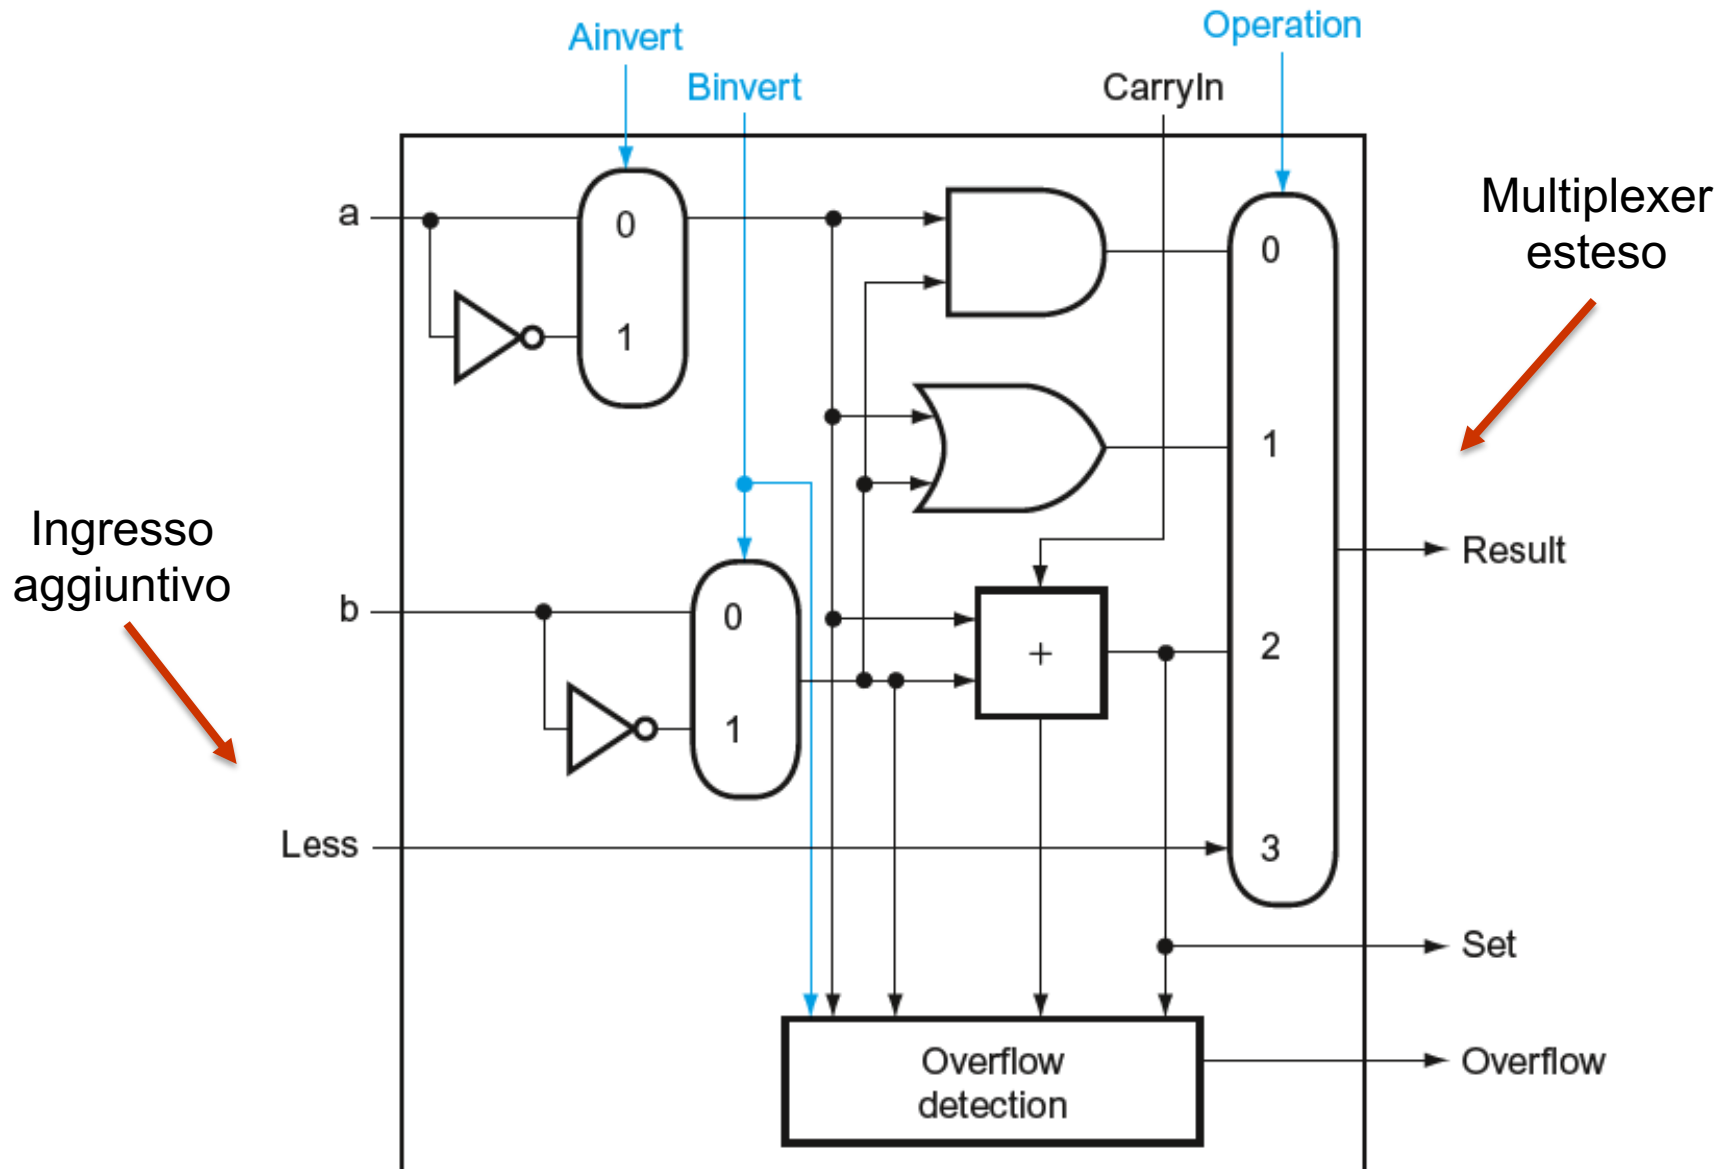 Operation
Ainvert
Binvert
CarryIn
Multiplexer
esteso
a
0
0
1
1
Ingresso
aggiuntivo
Result
b
0
+
2
1
Less
3
Set
Overflow
detection
Overflow